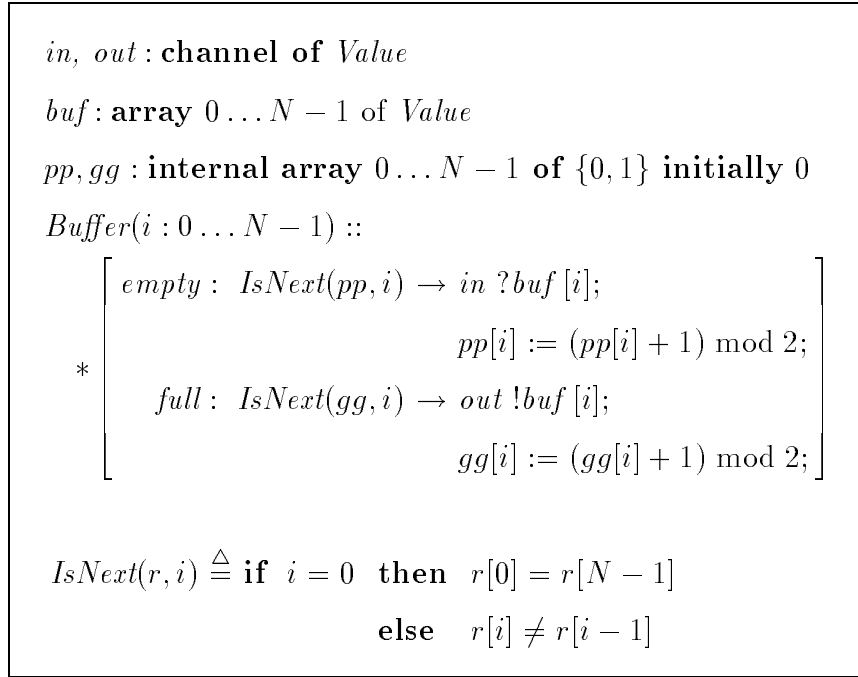 in, out : channel of Value
buf : array 0 … N − 1 of Value
pp, gg : internal array 0 … N − 1 of {0, 1} initially 0
Buffer(i : 0 … N − 1) ::
* [ empty : IsNext(pp, i) → in ?buf [i];
pp[i] := (pp[i] + 1) mod 2;
full : IsNext(gg, i) → out !buf [i];
gg[i] := (gg[i] + 1) mod 2; ]
IsNext(r, i) ≜ if i = 0 then r[0] = r[N − 1]
else r[i] ≠ r[i − 1]